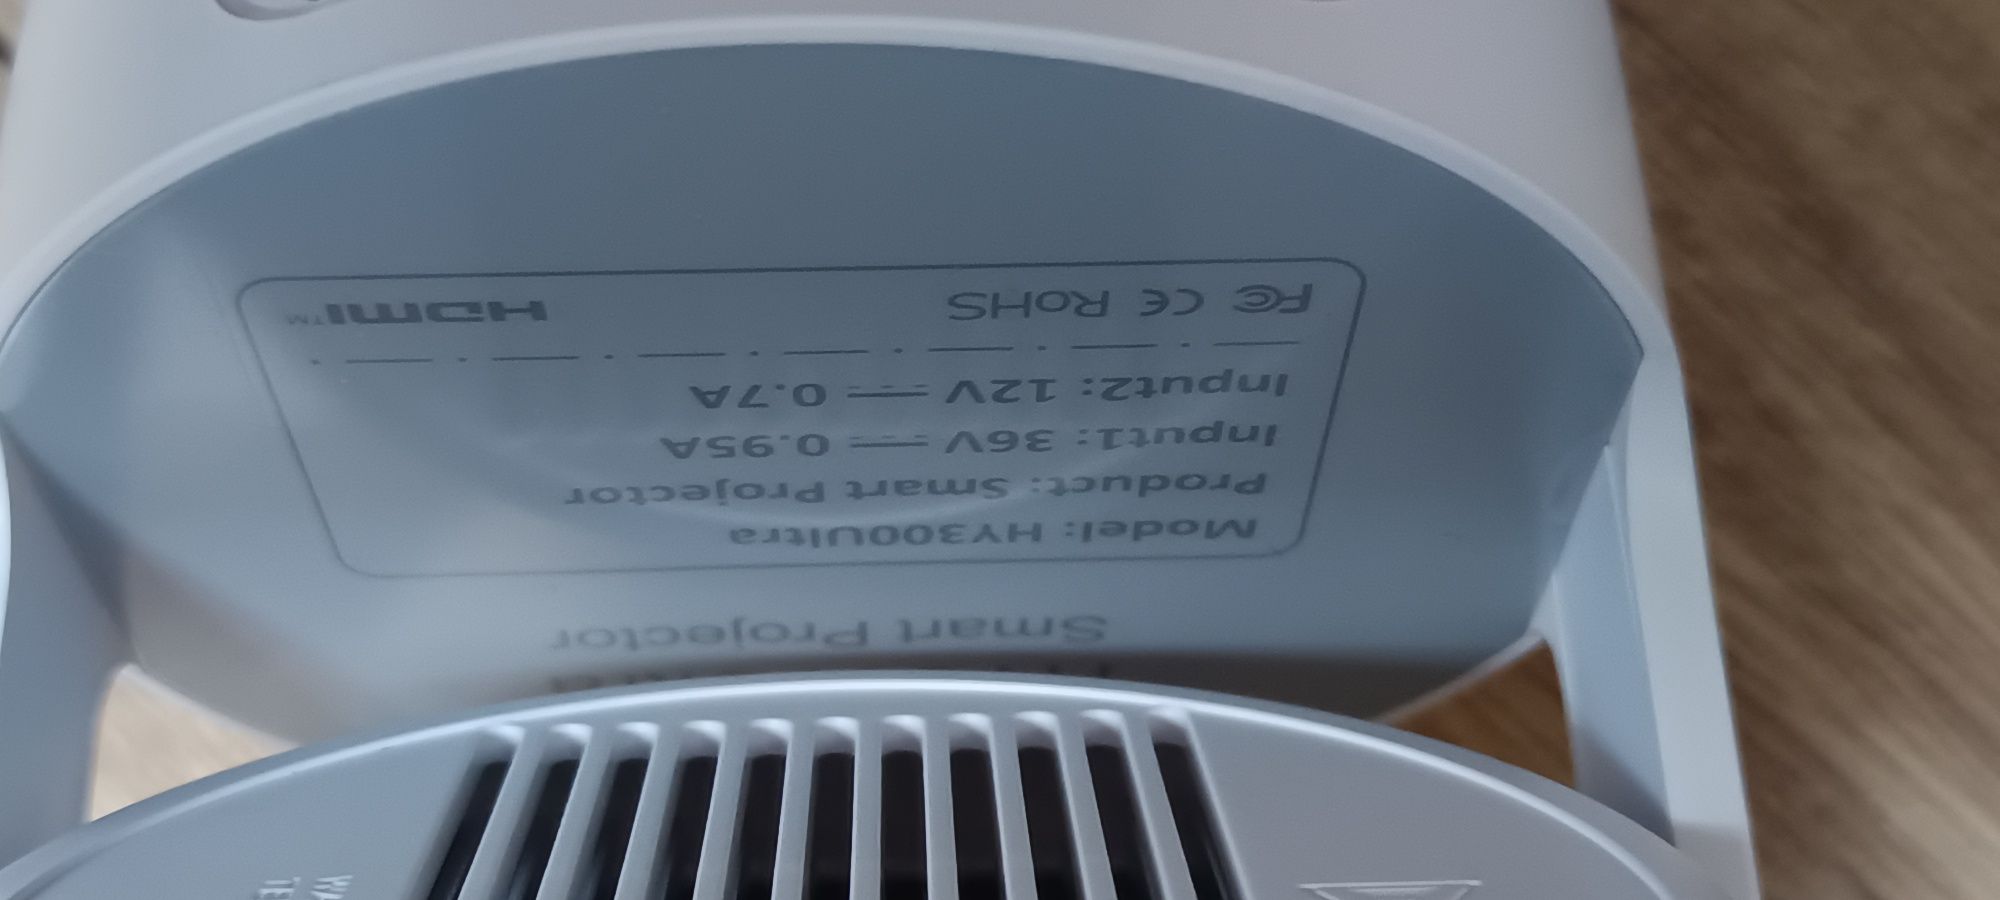 Smart Projector
Model: HY300Ultra
Product: Smart Projector
Input1: 36V ⎓ 0.95A
Input2: 12V ⎓ 0.7A
FC CE RoHS HDMI™